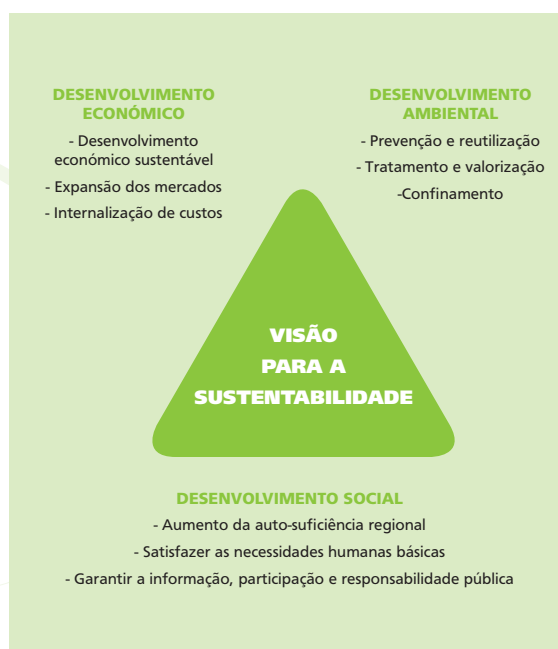 DESENVOLVIMENTO
ECONÓMICO
- Desenvolvimento
económico sustentável
- Expansão dos mercados
- Internalização de custos
DESENVOLVIMENTO
AMBIENTAL
- Prevenção e reutilização
- Tratamento e valorização
-Confinamento
VISÃO
PARA A
SUSTENTABILIDADE
DESENVOLVIMENTO SOCIAL
- Aumento da auto-suficiência regional
- Satisfazer as necessidades humanas básicas
- Garantir a informação, participação e responsabilidade pública